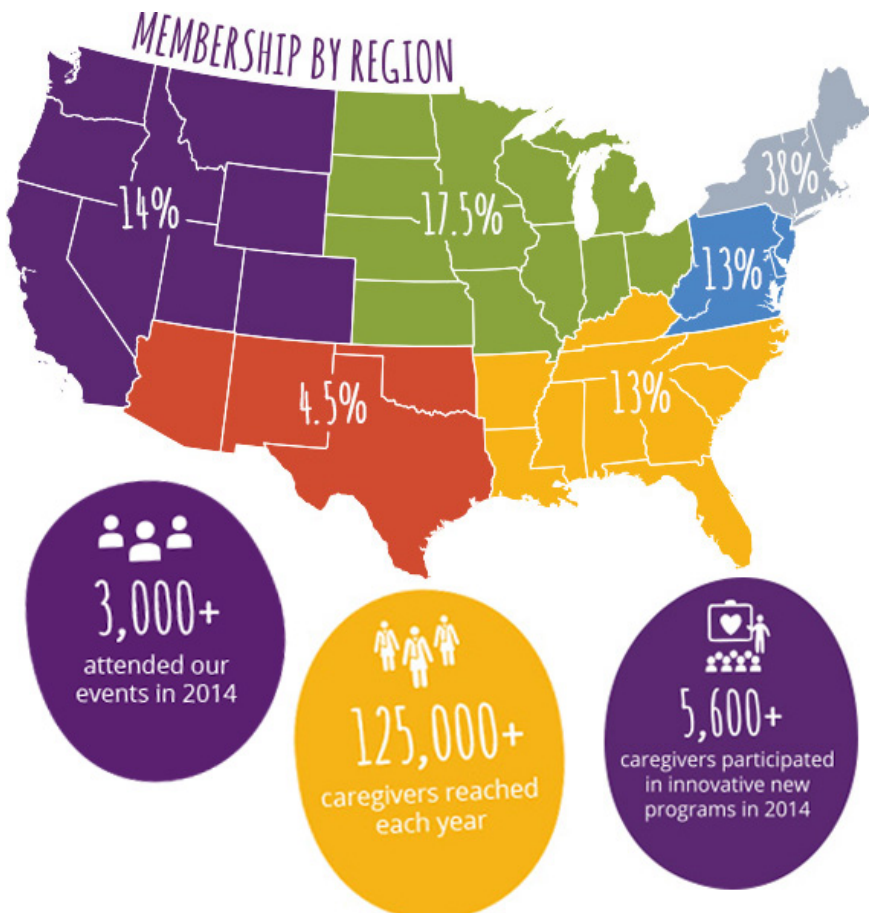 MEMBERSHIP BY REGION
14%
17.5%
38%
13%
4.5%
13%
3,000+
attended our
events in 2014
125,000+
caregivers reached
each year
5,600+
caregivers participated
in innovative new
programs in 2014